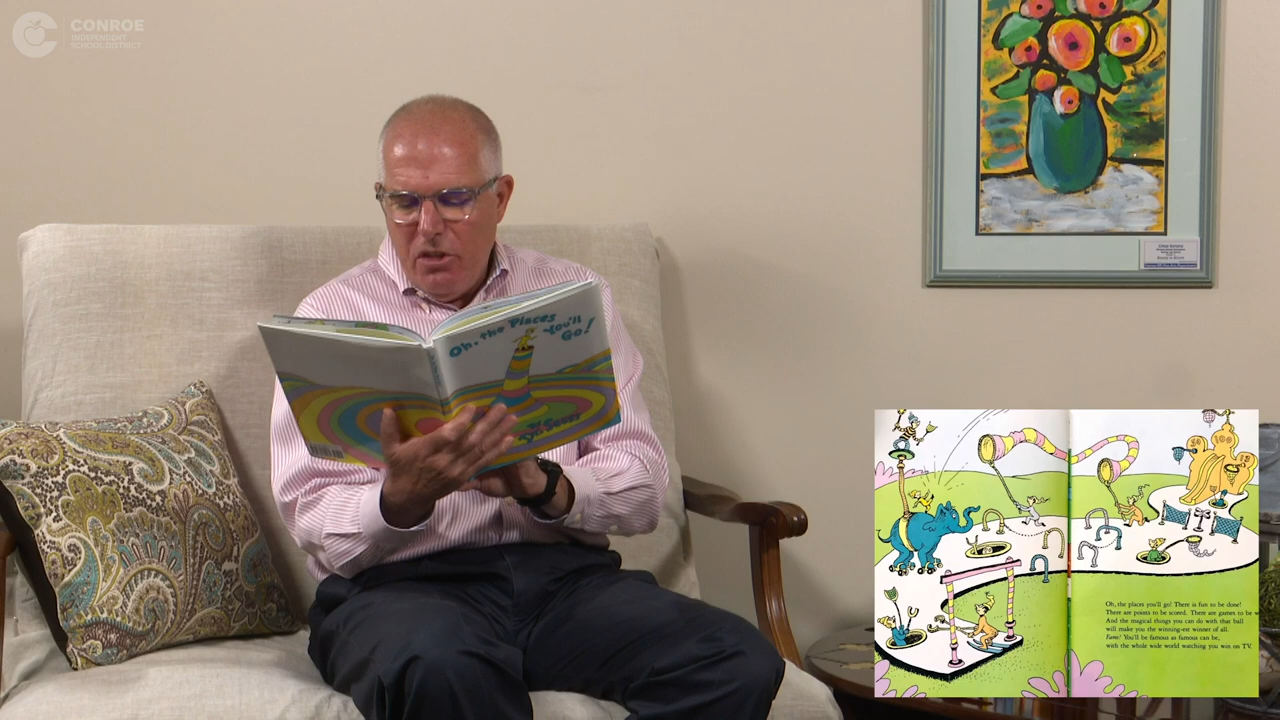 CONROE
INDEPENDENT
SCHOOL DISTRICT
Oh, the Places
You'll
Go!
by
Dr. Seuss
Oh, the places you'll go! There is fun to be done!
There are points to be scored. There are games to be
And the magical things you can do with that ball
will make you the winning-est winner of all.
Fame! You'll be famous as famous can be,
with the whole wide world watching you win on TV.